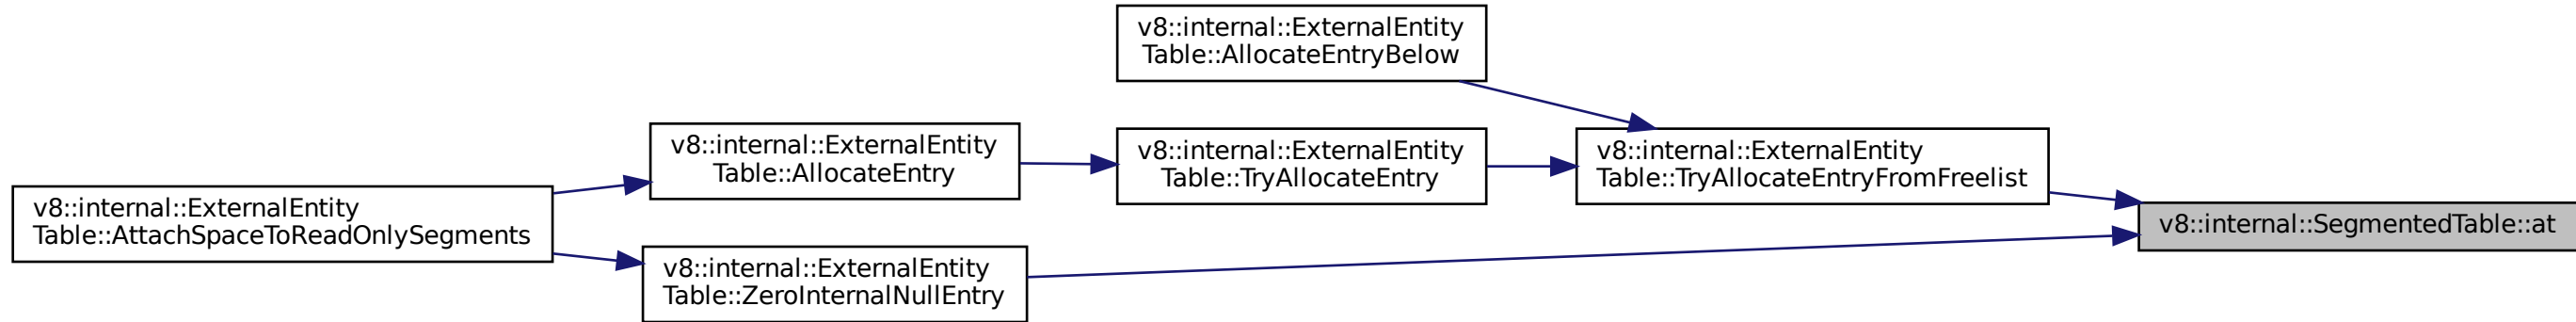 v8::internal::ExternalEntity
Table::AllocateEntryBelow
v8::internal::ExternalEntity
Table::AllocateEntry
v8::internal::ExternalEntity
Table::TryAllocateEntry
v8::internal::ExternalEntity
Table::TryAllocateEntryFromFreelist
v8::internal::ExternalEntity
Table::AttachSpaceToReadOnlySegments
v8::internal::SegmentedTable::at
v8::internal::ExternalEntity
Table::ZeroInternalNullEntry